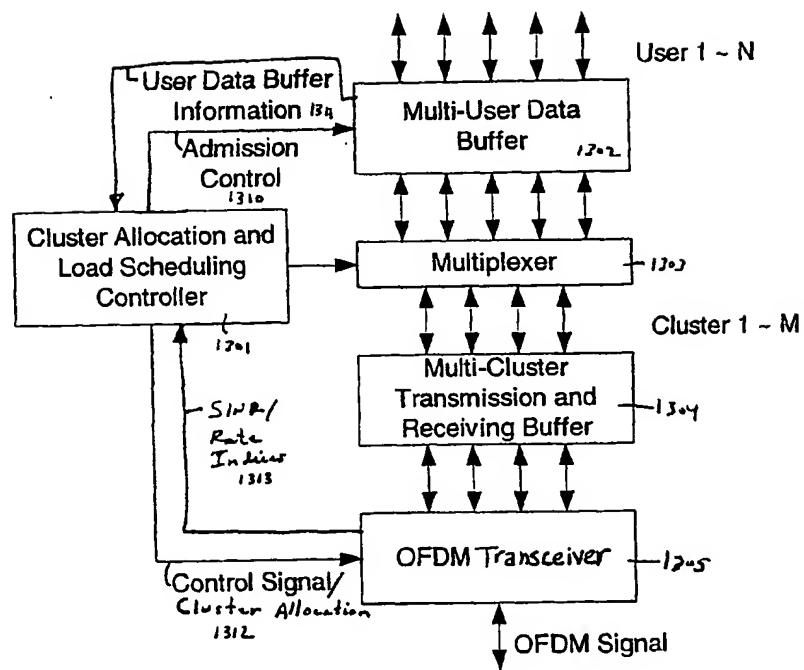 User 1 ~ N
User Data Buffer
Information
Multi-User Data
Buffer
1302
Admission
Control
1310
Cluster Allocation and
Load Scheduling
Controller
1301
Multiplexer
1303
Cluster 1 ~ M
Multi-Cluster
Transmission and
Receiving Buffer
1304
SINR/
Rate
Indices
1313
OFDM Transceiver
1305
Control Signal/
Cluster Allocation
1312
OFDM Signal